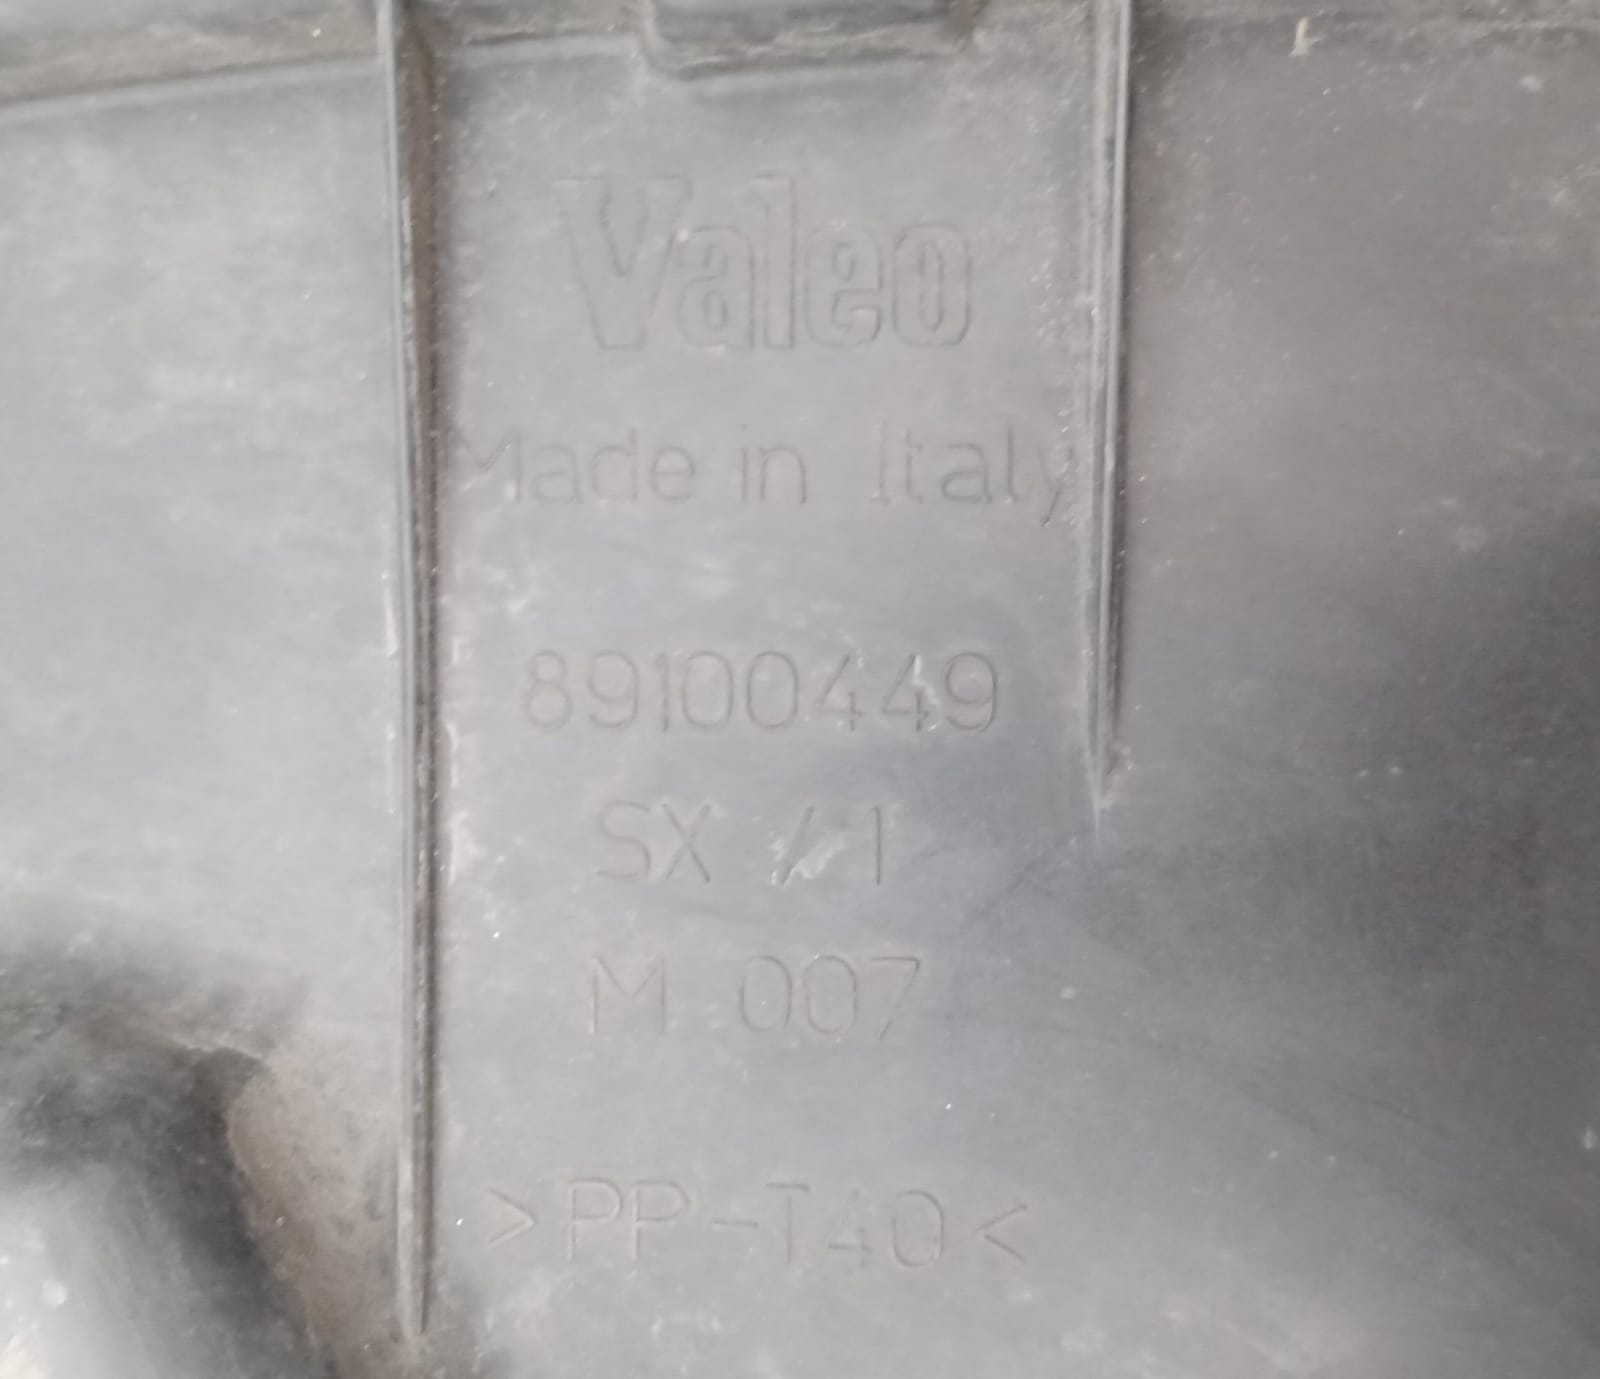 Valeo
Made in Italy
89100449
SX / 1
M 007
>PP-T40<